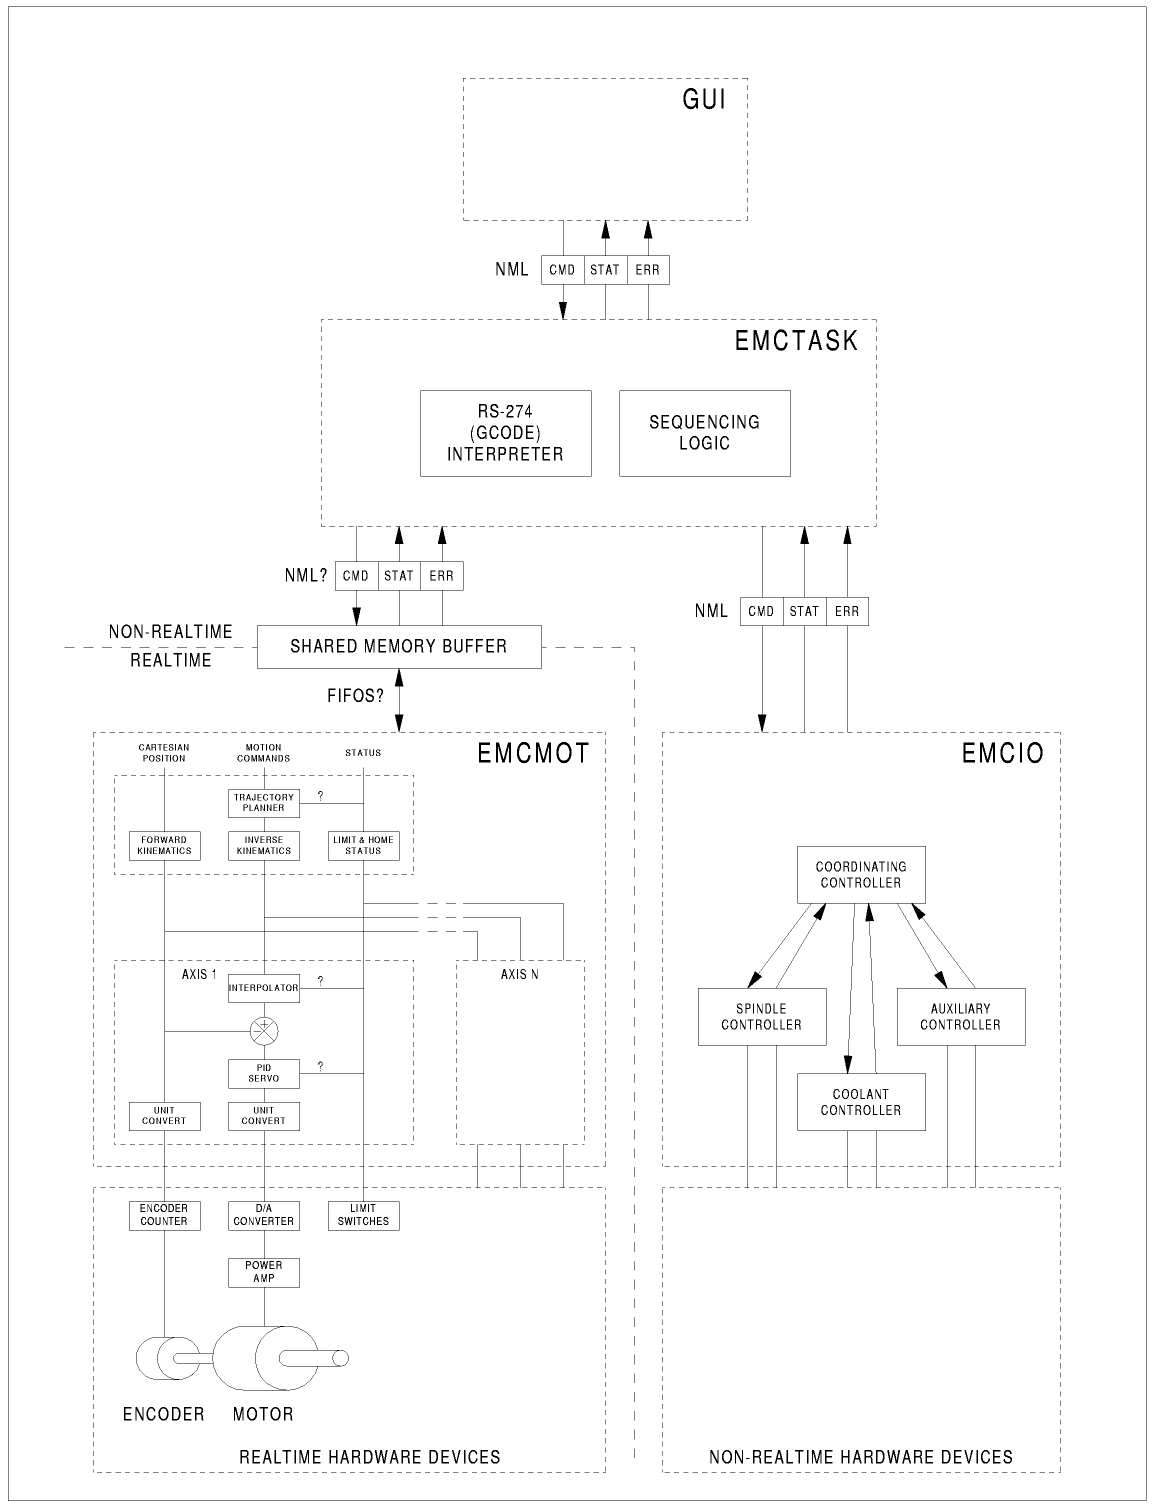 GUI
NML
CMD
STAT
ERR
EMCTASK
RS-274
(GCODE)
INTERPRETER
SEQUENCING
LOGIC
NML?
CMD
STAT
ERR
NML
CMD
STAT
ERR
NON-REALTIME
REALTIME
SHARED MEMORY BUFFER
FIFOS?
EMCMOT
CARTESIAN
POSITION
MOTION
COMMANDS
STATUS
TRAJECTORY
PLANNER
?
FORWARD
KINEMATICS
INVERSE
KINEMATICS
LIMIT & HOME
STATUS
AXIS 1
INTERPOLATOR
?
+
−
PID
SERVO
?
UNIT
CONVERT
UNIT
CONVERT
AXIS N
EMCIO
COORDINATING
CONTROLLER
SPINDLE
CONTROLLER
AUXILIARY
CONTROLLER
COOLANT
CONTROLLER
ENCODER
COUNTER
D/A
CONVERTER
LIMIT
SWITCHES
POWER
AMP
ENCODER
MOTOR
REALTIME HARDWARE DEVICES
NON-REALTIME HARDWARE DEVICES